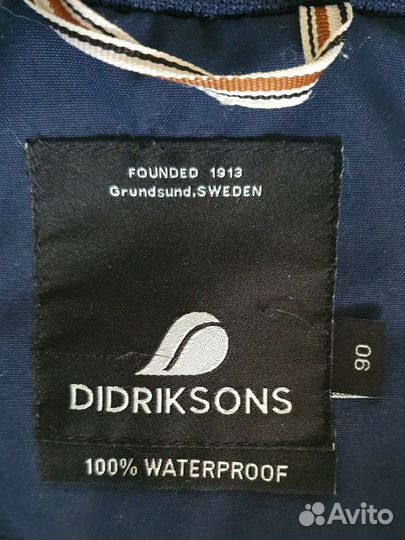 FOUNDED 1913
Grundsund,SWEDEN
DIDRIKSONS
90
100% WATERPROOF
Avito